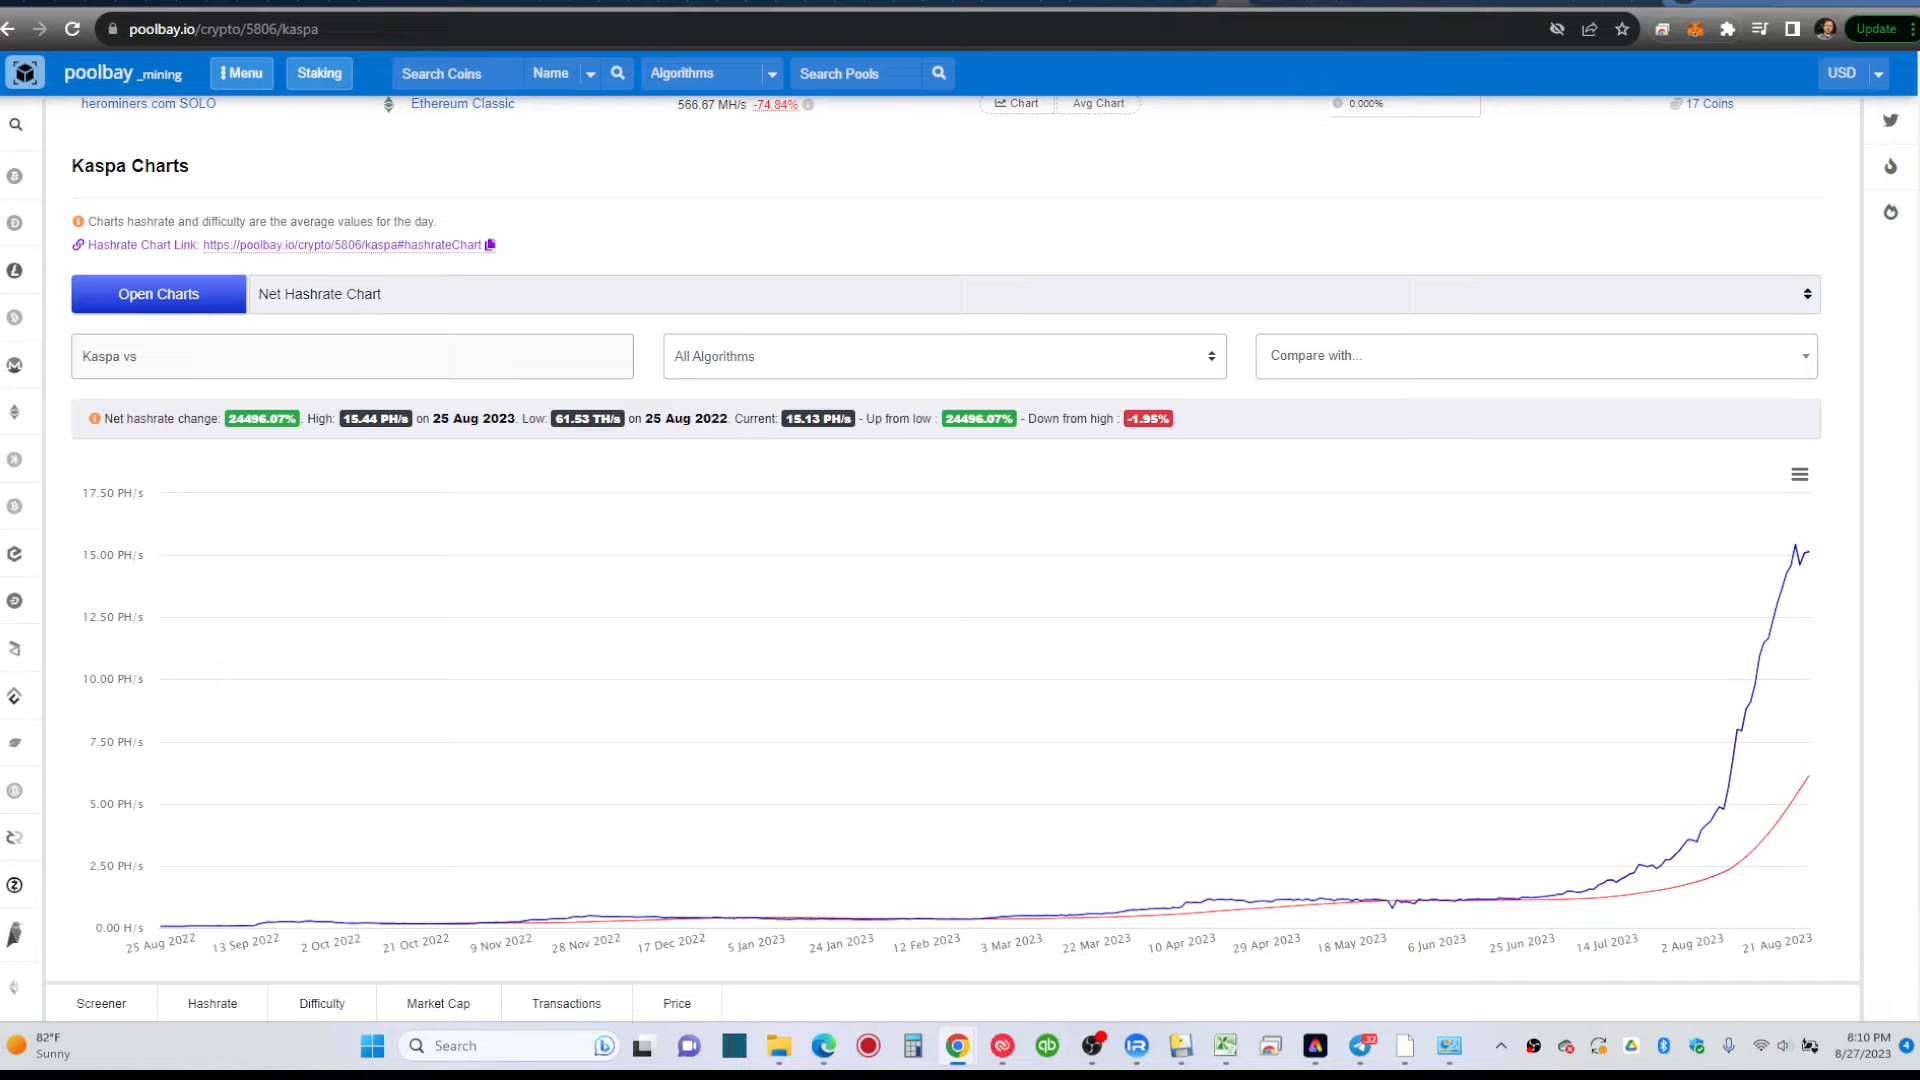 poolbay.io/crypto/5806/kaspa
Update
poolbay _mining
Menu
Staking
Search Coins
Name
Algorithms
Search Pools
USD
herominers.com SOLO
Ethereum Classic
566.67 MH/s -74.84%
Chart
Avg Chart
0.000%
17 Coins
Kaspa Charts
Charts hashrate and difficulty are the average values for the day.
Hashrate Chart Link: https://poolbay.io/crypto/5806/kaspa#hashrateChart
Open Charts
Net Hashrate Chart
Kaspa vs
All Algorithms
Compare with...
Net hashrate change: 24496.07% . High: 15.44 PH/s on 25 Aug 2023. Low: 61.53 TH/s on 25 Aug 2022. Current: 15.13 PH/s - Up from low : 24496.07% - Down from high : -1.95%
17.50 PH/s
15.00 PH/s
12.50 PH/s
10.00 PH/s
7.50 PH/s
5.00 PH/s
2.50 PH/s
0.00 H/s
25 Aug 2022
13 Sep 2022
2 Oct 2022
21 Oct 2022
9 Nov 2022
28 Nov 2022
17 Dec 2022
5 Jan 2023
24 Jan 2023
12 Feb 2023
3 Mar 2023
22 Mar 2023
10 Apr 2023
29 Apr 2023
18 May 2023
6 Jun 2023
25 Jun 2023
14 Jul 2023
2 Aug 2023
21 Aug 2023
Screener
Hashrate
Difficulty
Market Cap
Transactions
Price
82°F
Sunny
Search
32
8:10 PM
8/27/2023
4